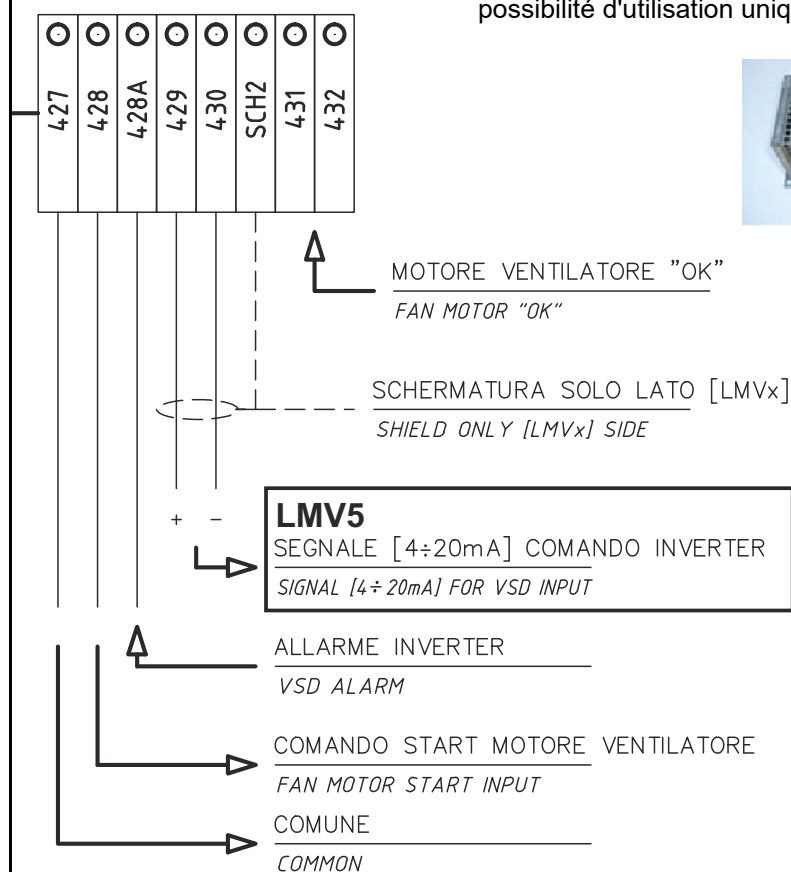 possibilité d'utilisation uniq
427
428
428A
429
430
SCH2
431
432
MOTORE VENTILATORE "OK"
FAN MOTOR "OK"
SCHERMATURA SOLO LATO [LMVx]
SHIELD ONLY [LMVx] SIDE
+ −
LMV5
SEGNALE [4÷20mA] COMANDO INVERTER
SIGNAL [4÷20mA] FOR VSD INPUT
ALLARME INVERTER
VSD ALARM
COMANDO START MOTORE VENTILATORE
FAN MOTOR START INPUT
COMUNE
COMMON